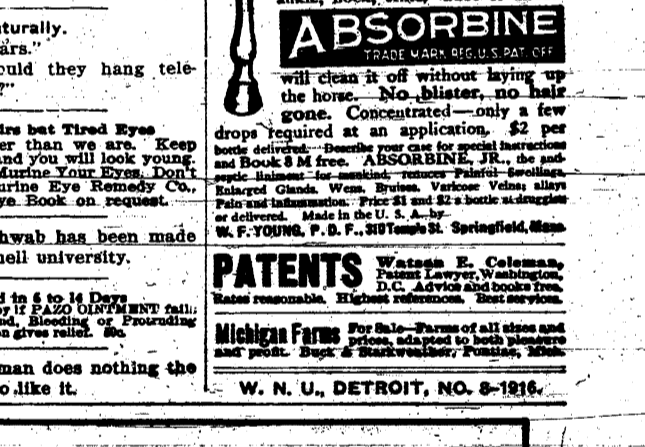 turally.
ars."
ould they hang tele-
?"
irs but Tired Eyes
er than we are. Keep
and you will look young.
Murine Your Eyes. Don't
urine Eye Remedy Co.,
ye Book on request.
hwab has been made
nell university.
d in 6 to 14 Days
y if PAZO OINTMENT fails
nd, Bleeding or Protruding
n gives relief. 50c.
man does nothing the
o like it.
ABSORBINE
TRADE MARK REG. U.S. PAT. OFF.
will clean it off without laying up
the horse. No blister, no hair
gone. Concentrated—only a few
drops required at an application. $2 per
bottle delivered. Describe your case for special instructions
and Book 8 M free. ABSORBINE, JR., the anti-
septic liniment for mankind, reduces Painful Swellings,
Enlarged Glands, Wens, Bruises, Varicose Veins; allays
Pain and inflammation. Price $1 and $2 a bottle at druggists
or delivered. Made in the U. S. A. by
W. F. YOUNG, P. D. F., 310 Temple St. Springfield, Mass.
PATENTS
Watson E. Coleman,
Patent Lawyer, Washington,
D.C. Advice and books free.
Rates reasonable. Highest references. Best services.
Michigan Farms
For Sale—Farms of all sizes and
prices, adapted to both pleasure
and profit. Buck & Starkweather, Pontiac, Mich.
W. N. U., DETROIT, NO. 8-1916.